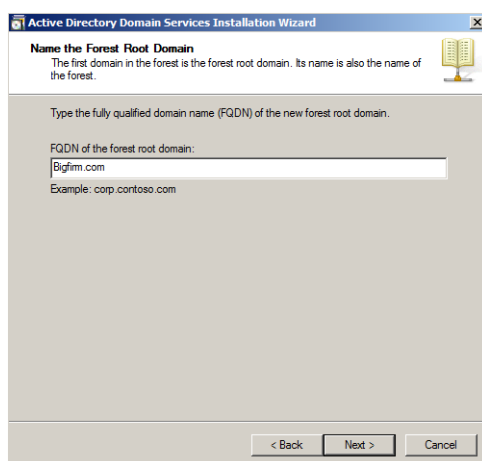 Active Directory Domain Services Installation Wizard
Name the Forest Root Domain
The first domain in the forest is the forest root domain. Its name is also the name of
the forest.
Type the fully qualified domain name (FQDN) of the new forest root domain.
FQDN of the forest root domain:
Bigfirm.com
Example: corp.contoso.com
< Back Next > Cancel